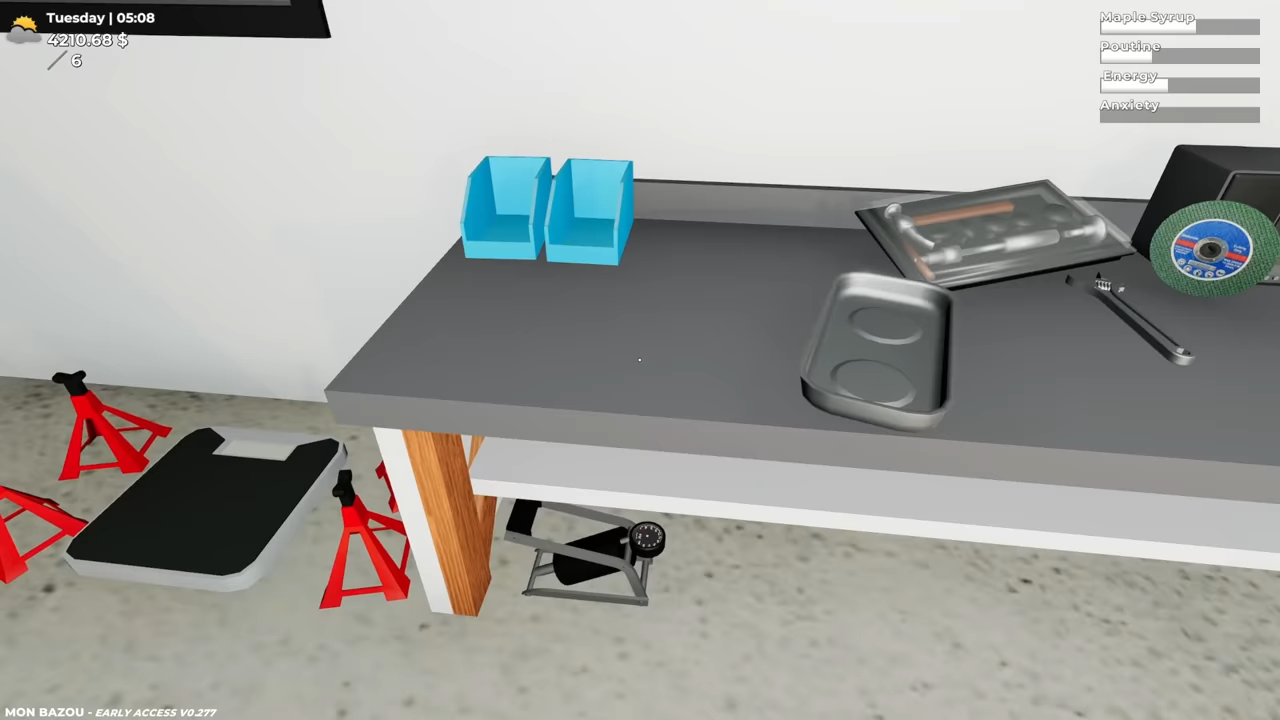 Tuesday | 05:08
4210.68 $
6
Maple Syrup
Poutine
Energy
Anxiety
MON BAZOU - EARLY ACCESS V0.277